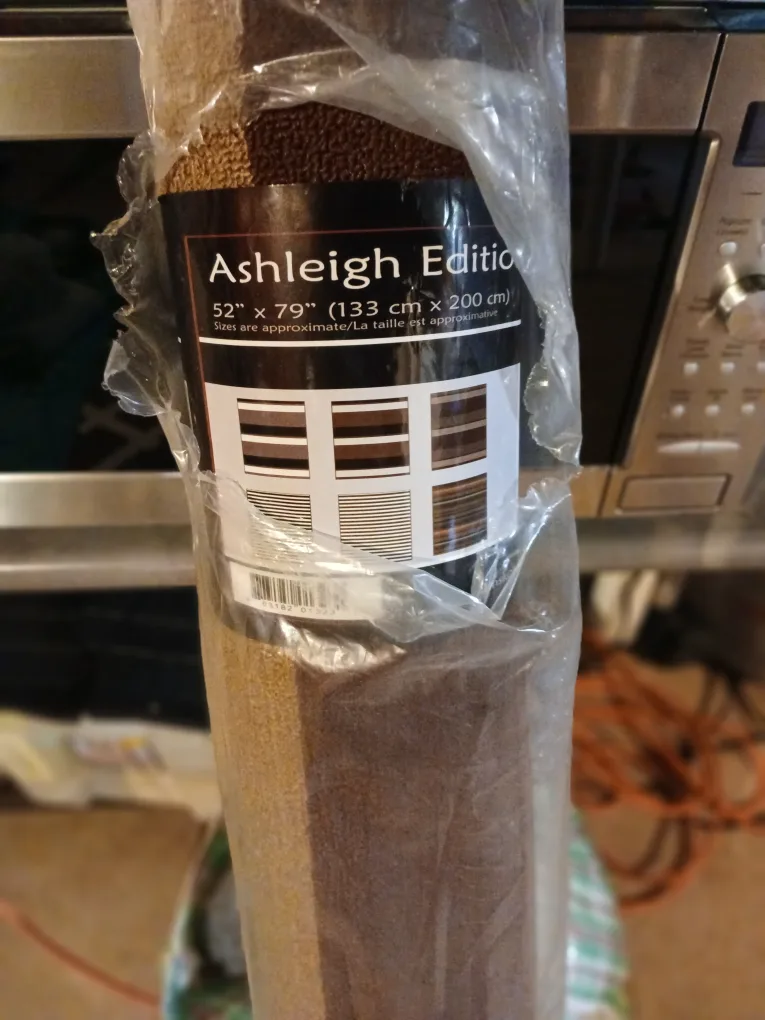 Ashleigh Editio
52” x 79” (133 cm x 200 cm)
Sizes are approximate/La taille est approximative